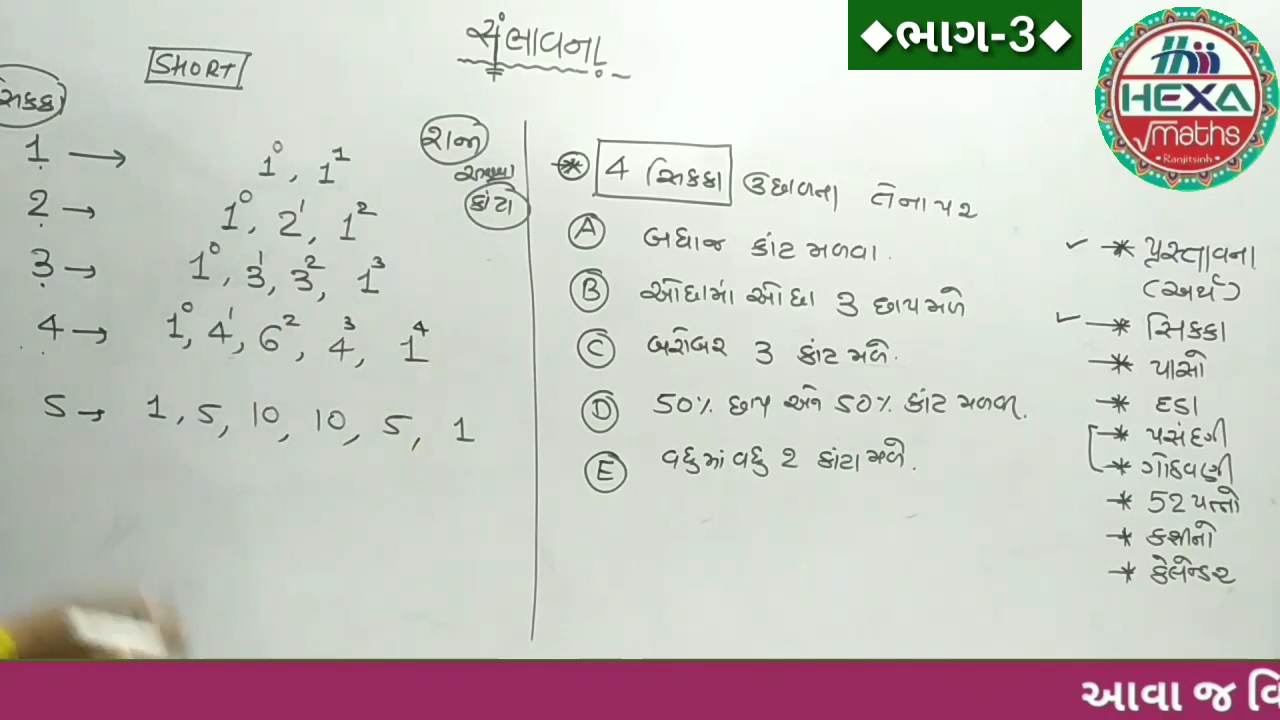 સંભાવના
◆ભાગ-3◆
HEXA
√maths
Ranjitsinh
SHORT
સિક્કા
1 → 1⁰, 1¹
2 → 1⁰, 2¹, 1²
3 → 1⁰, 3¹, 3², 1³
4 → 1⁰, 4¹, 6², 4³, 1⁴
5 → 1, 5, 10, 10, 5, 1
રાજા
અથવા
કાંટા
* 4 સિક્કા ઉછાળતા તેના પર
A બધાજ કાંટ મળવા.
B ઓછામાં ઓછા 3 છાપ મળે
C બરોબર 3 કાંટ મળે.
D 50% છાપ અને 50% કાંટ મળવા.
E વધુમાં વધુ 2 કાંટા મળે.
✓ * પ્રસ્તાવના
(અર્થ)
✓ * સિક્કા
* પાસો
* દડા
* પસંદગી
* ગોઠવણી
* 52 પત્તો
* કસીનો
* કેલેન્ડર
આવા જ વિ